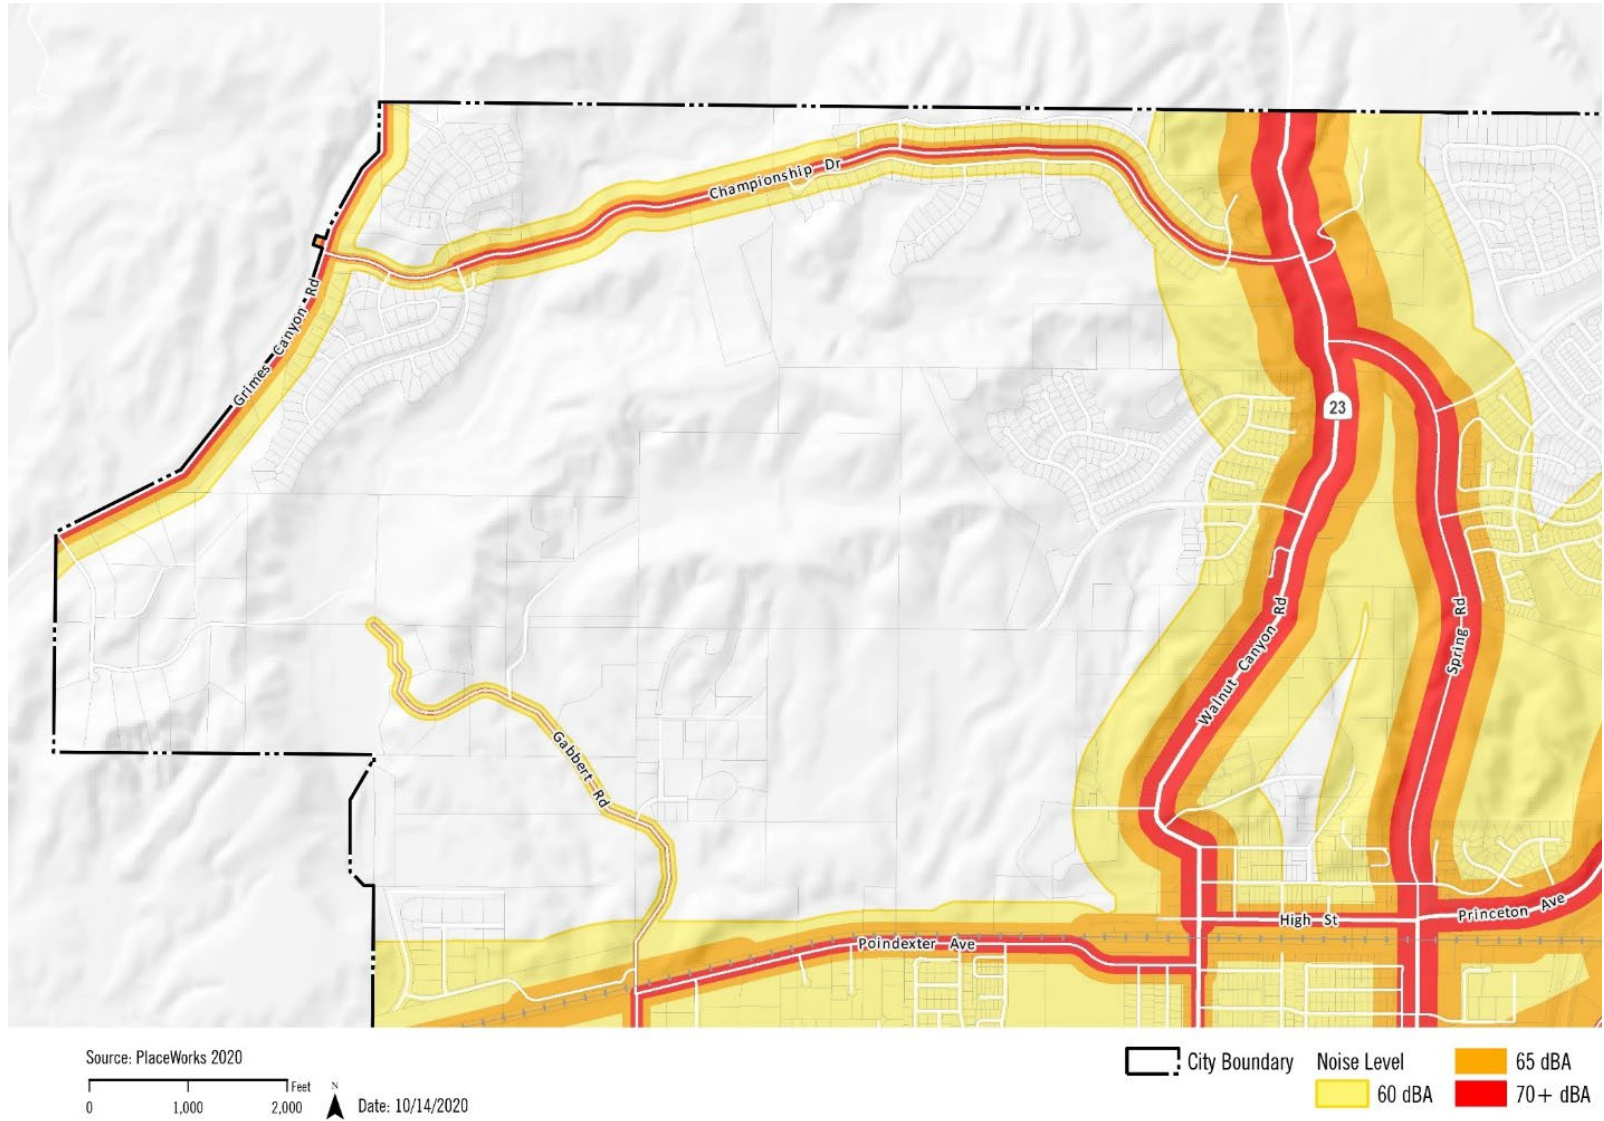 Championship Dr
Grimes Canyon Rd
23
Walnut Canyon Rd
Spring Rd
Gabbert Rd
High St
Princeton Ave
Poindexter Ave
Source: PlaceWorks 2020
Feet
0 1,000 2,000
N
Date: 10/14/2020
City Boundary
Noise Level
60 dBA
65 dBA
70+ dBA